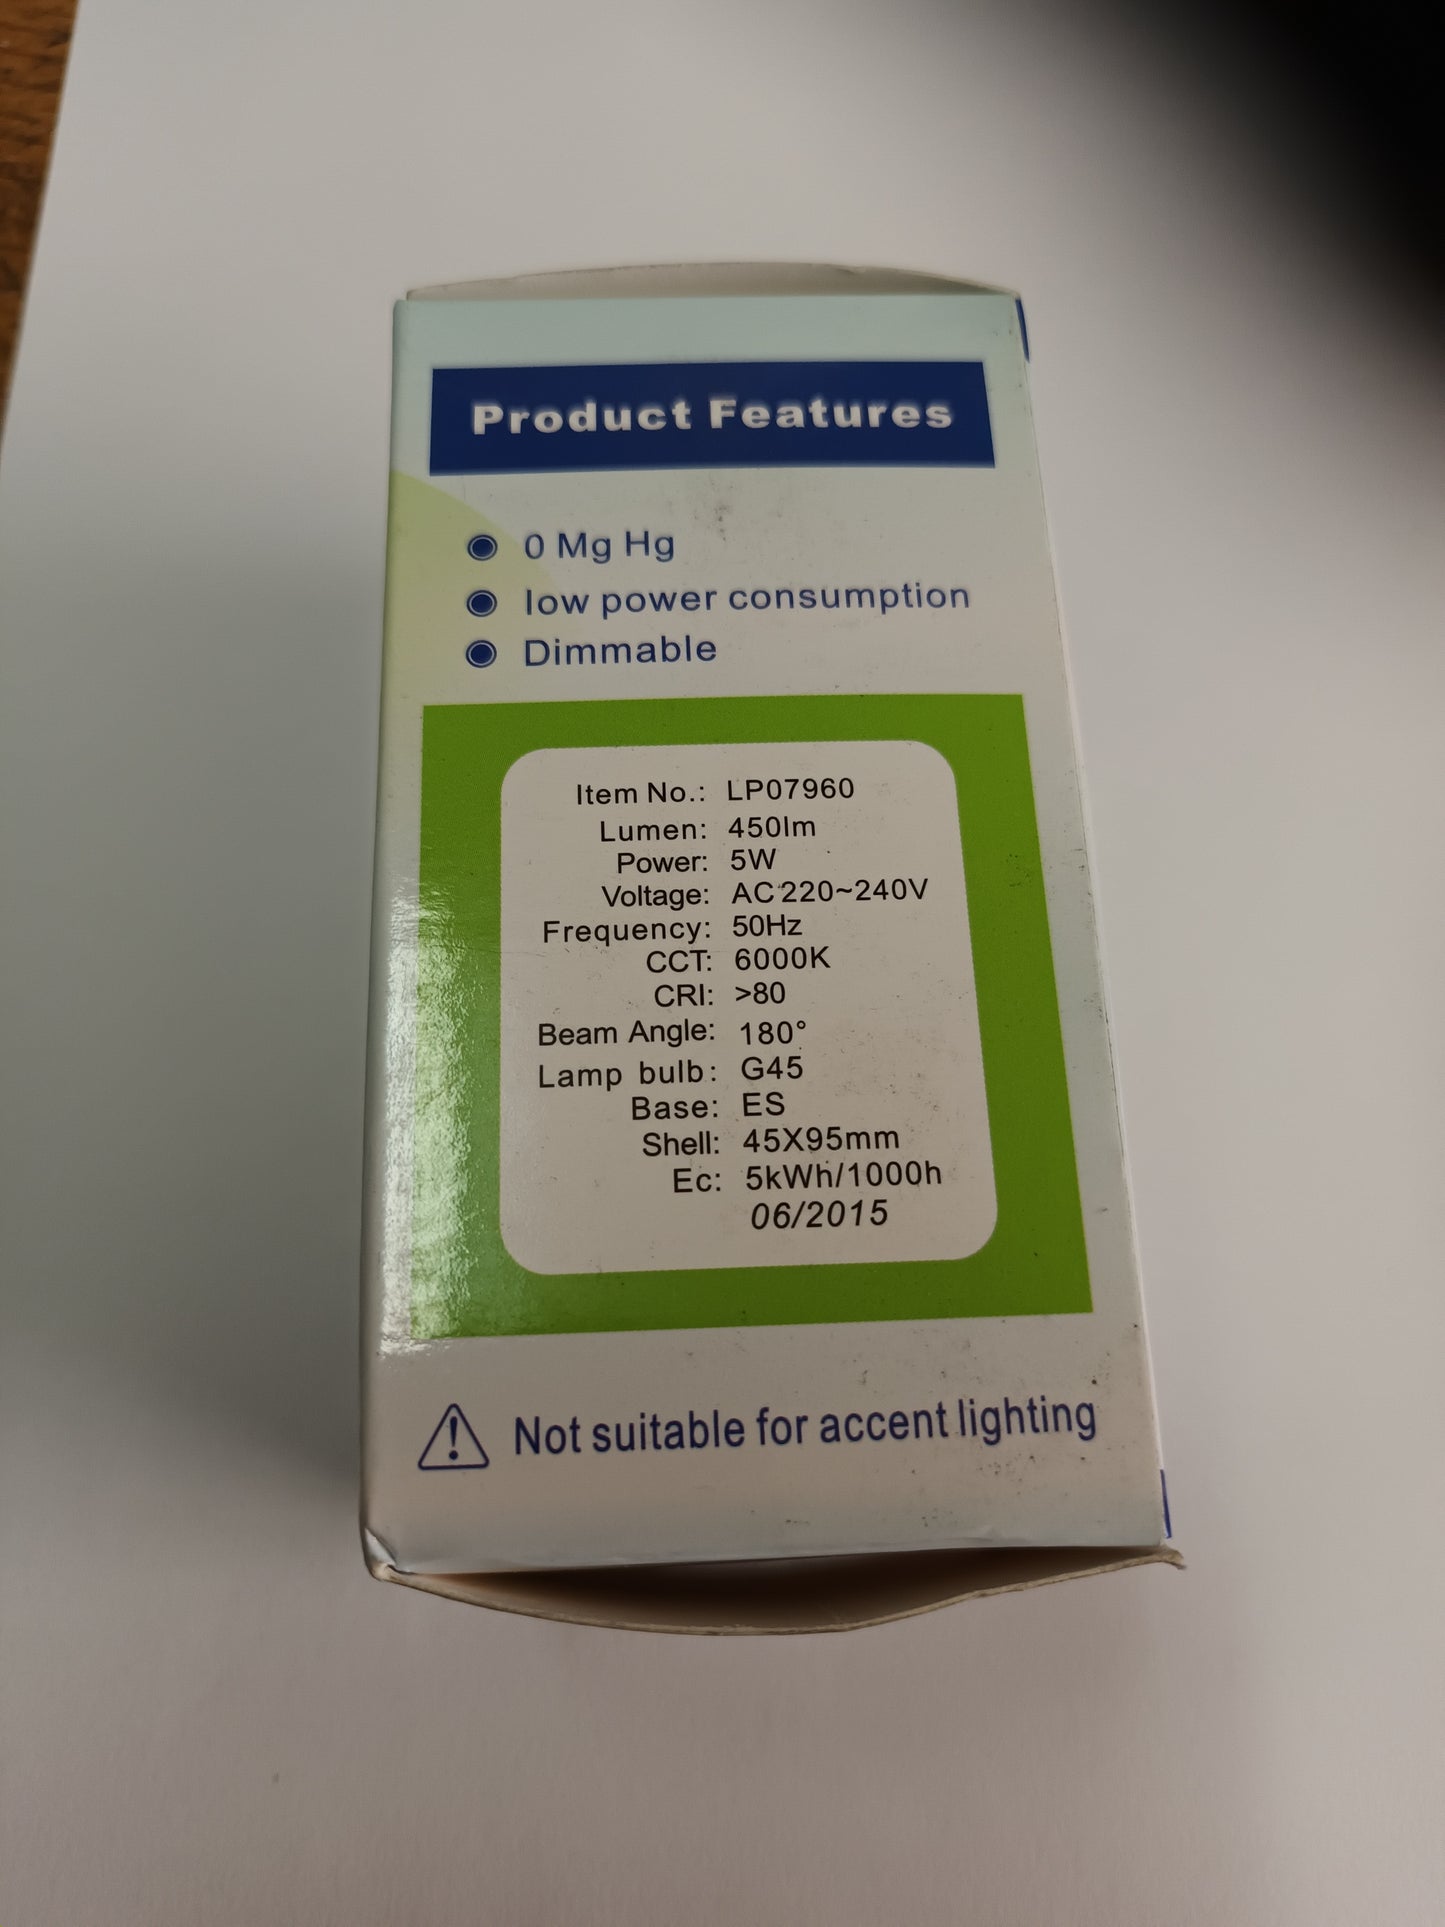 Product Features
0 Mg Hg
low power consumption
Dimmable
Item No.: LP07960
Lumen: 450lm
Power: 5W
Voltage: AC 220~240V
Frequency: 50Hz
CCT: 6000K
CRI: >80
Beam Angle: 180°
Lamp bulb: G45
Base: ES
Shell: 45X95mm
Ec: 5kWh/1000h
06/2015
Not suitable for accent lighting